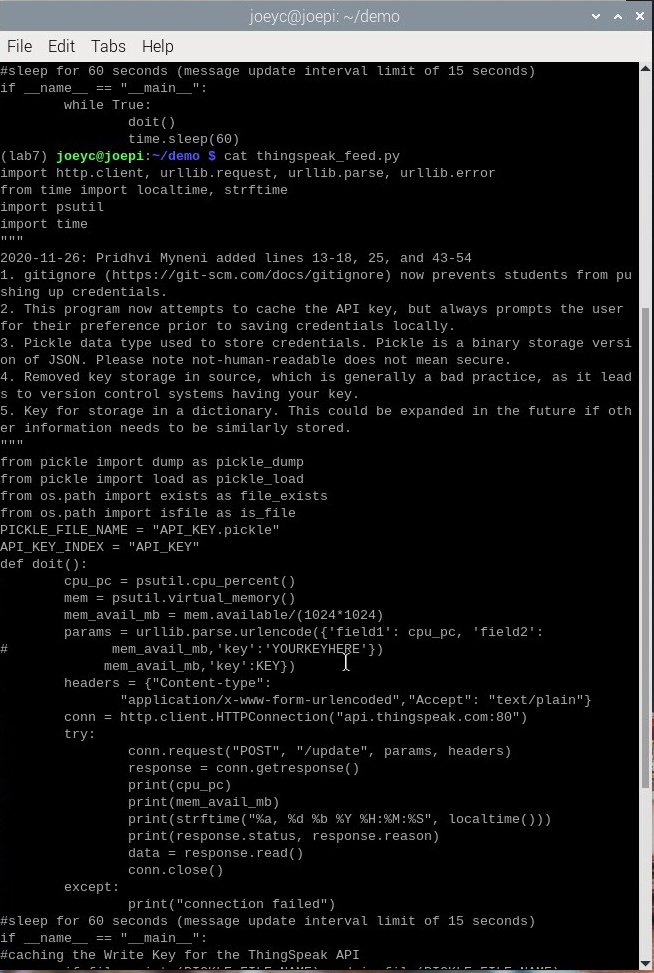 joeyc@joepi: ~/demo
File Edit Tabs Help
#sleep for 60 seconds (message update interval limit of 15 seconds)
if __name__ == "__main__":
        while True:
                doit()
                time.sleep(60)
(lab7) joeyc@joepi:~/demo $ cat thingspeak_feed.py
import http.client, urllib.request, urllib.parse, urllib.error
from time import localtime, strftime
import psutil
import time
"""
2020-11-26: Pridhvi Myneni added lines 13-18, 25, and 43-54
1. gitignore (https://git-scm.com/docs/gitignore) now prevents students from pu
shing up credentials.
2. This program now attempts to cache the API key, but always prompts the user
for their preference prior to saving credentials locally.
3. Pickle data type used to store credentials. Pickle is a binary storage versi
on of JSON. Please note not-human-readable does not mean secure.
4. Removed key storage in source, which is generally a bad practice, as it lead
s to version control systems having your key.
5. Key for storage in a dictionary. This could be expanded in the future if oth
er information needs to be similarly stored.
"""
from pickle import dump as pickle_dump
from pickle import load as pickle_load
from os.path import exists as file_exists
from os.path import isfile as is_file
PICKLE_FILE_NAME = "API_KEY.pickle"
API_KEY_INDEX = "API_KEY"
def doit():
        cpu_pc = psutil.cpu_percent()
        mem = psutil.virtual_memory()
        mem_avail_mb = mem.available/(1024*1024)
        params = urllib.parse.urlencode({'field1': cpu_pc, 'field2':
#             mem_avail_mb,'key':'YOURKEYHERE'})
             mem_avail_mb,'key':KEY})
        headers = {"Content-type":
               "application/x-www-form-urlencoded","Accept": "text/plain"}
        conn = http.client.HTTPConnection("api.thingspeak.com:80")
        try:
                conn.request("POST", "/update", params, headers)
                response = conn.getresponse()
                print(cpu_pc)
                print(mem_avail_mb)
                print(strftime("%a, %d %b %Y %H:%M:%S", localtime()))
                print(response.status, response.reason)
                data = response.read()
                conn.close()
        except:
                print("connection failed")
#sleep for 60 seconds (message update interval limit of 15 seconds)
if __name__ == "__main__":
#caching the Write Key for the ThingSpeak API